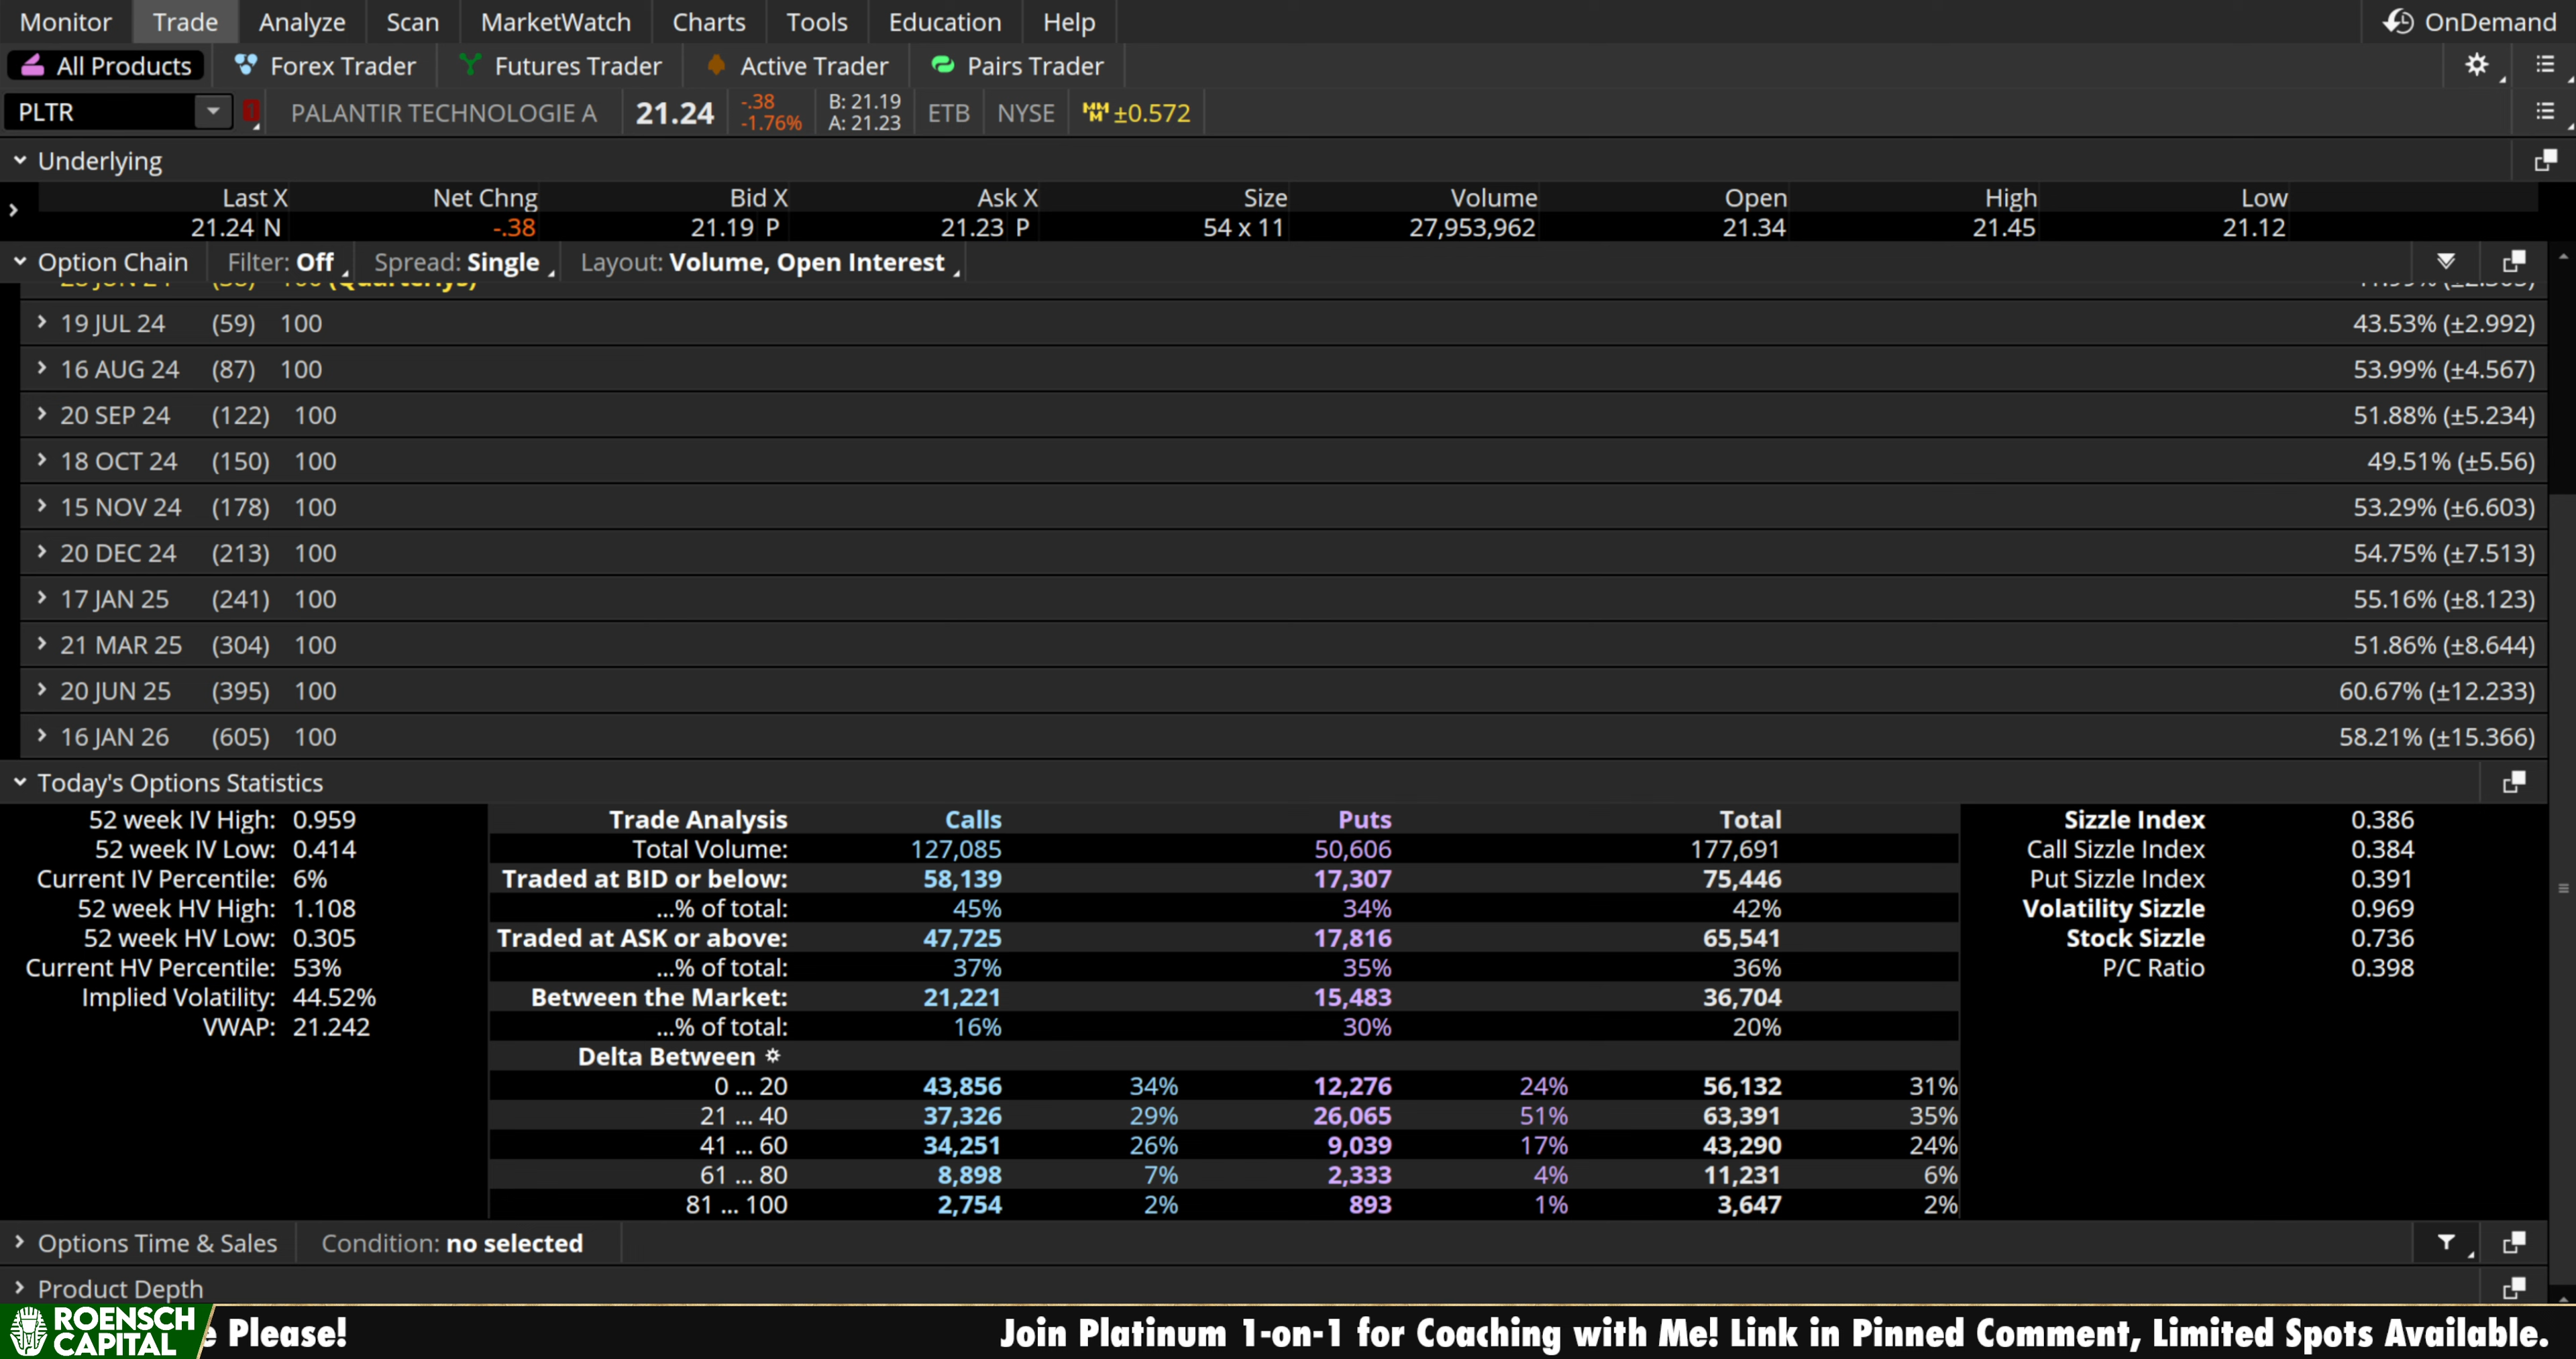 Monitor Trade Analyze Scan MarketWatch Charts Tools Education Help OnDemand
All Products Forex Trader Futures Trader Active Trader Pairs Trader
PLTR PALANTIR TECHNOLOGIE A 21.24 -.38 -1.76% B: 21.19 A: 21.23 ETB NYSE ±0.572
Underlying
Last X Net Chng Bid X Ask X Size Volume Open High Low
21.24 N -.38 21.19 P 21.23 P 54 x 11 27,953,962 21.34 21.45 21.12
Option Chain Filter: Off Spread: Single Layout: Volume, Open Interest
19 JUL 24 (59) 100 43.53% (±2.992)
16 AUG 24 (87) 100 53.99% (±4.567)
20 SEP 24 (122) 100 51.88% (±5.234)
18 OCT 24 (150) 100 49.51% (±5.56)
15 NOV 24 (178) 100 53.29% (±6.603)
20 DEC 24 (213) 100 54.75% (±7.513)
17 JAN 25 (241) 100 55.16% (±8.123)
21 MAR 25 (304) 100 51.86% (±8.644)
20 JUN 25 (395) 100 60.67% (±12.233)
16 JAN 26 (605) 100 58.21% (±15.366)
Today's Options Statistics
52 week IV High: 0.959 Trade Analysis Calls Puts Total Sizzle Index 0.386
52 week IV Low: 0.414 Total Volume: 127,085 50,606 177,691 Call Sizzle Index 0.384
Current IV Percentile: 6% Traded at BID or below: 58,139 17,307 75,446 Put Sizzle Index 0.391
52 week HV High: 1.108 ...% of total: 45% 34% 42% Volatility Sizzle 0.969
52 week HV Low: 0.305 Traded at ASK or above: 47,725 17,816 65,541 Stock Sizzle 0.736
Current HV Percentile: 53% ...% of total: 37% 35% 36% P/C Ratio 0.398
Implied Volatility: 44.52% Between the Market: 21,221 15,483 36,704
VWAP: 21.242 ...% of total: 16% 30% 20%
Delta Between
0 ... 20 43,856 34% 12,276 24% 56,132 31%
21 ... 40 37,326 29% 26,065 51% 63,391 35%
41 ... 60 34,251 26% 9,039 17% 43,290 24%
61 ... 80 8,898 7% 2,333 4% 11,231 6%
81 ... 100 2,754 2% 893 1% 3,647 2%
Options Time & Sales Condition: no selected
Product Depth
ROENSCH CAPITAL e Please! Join Platinum 1-on-1 for Coaching with Me! Link in Pinned Comment, Limited Spots Available.